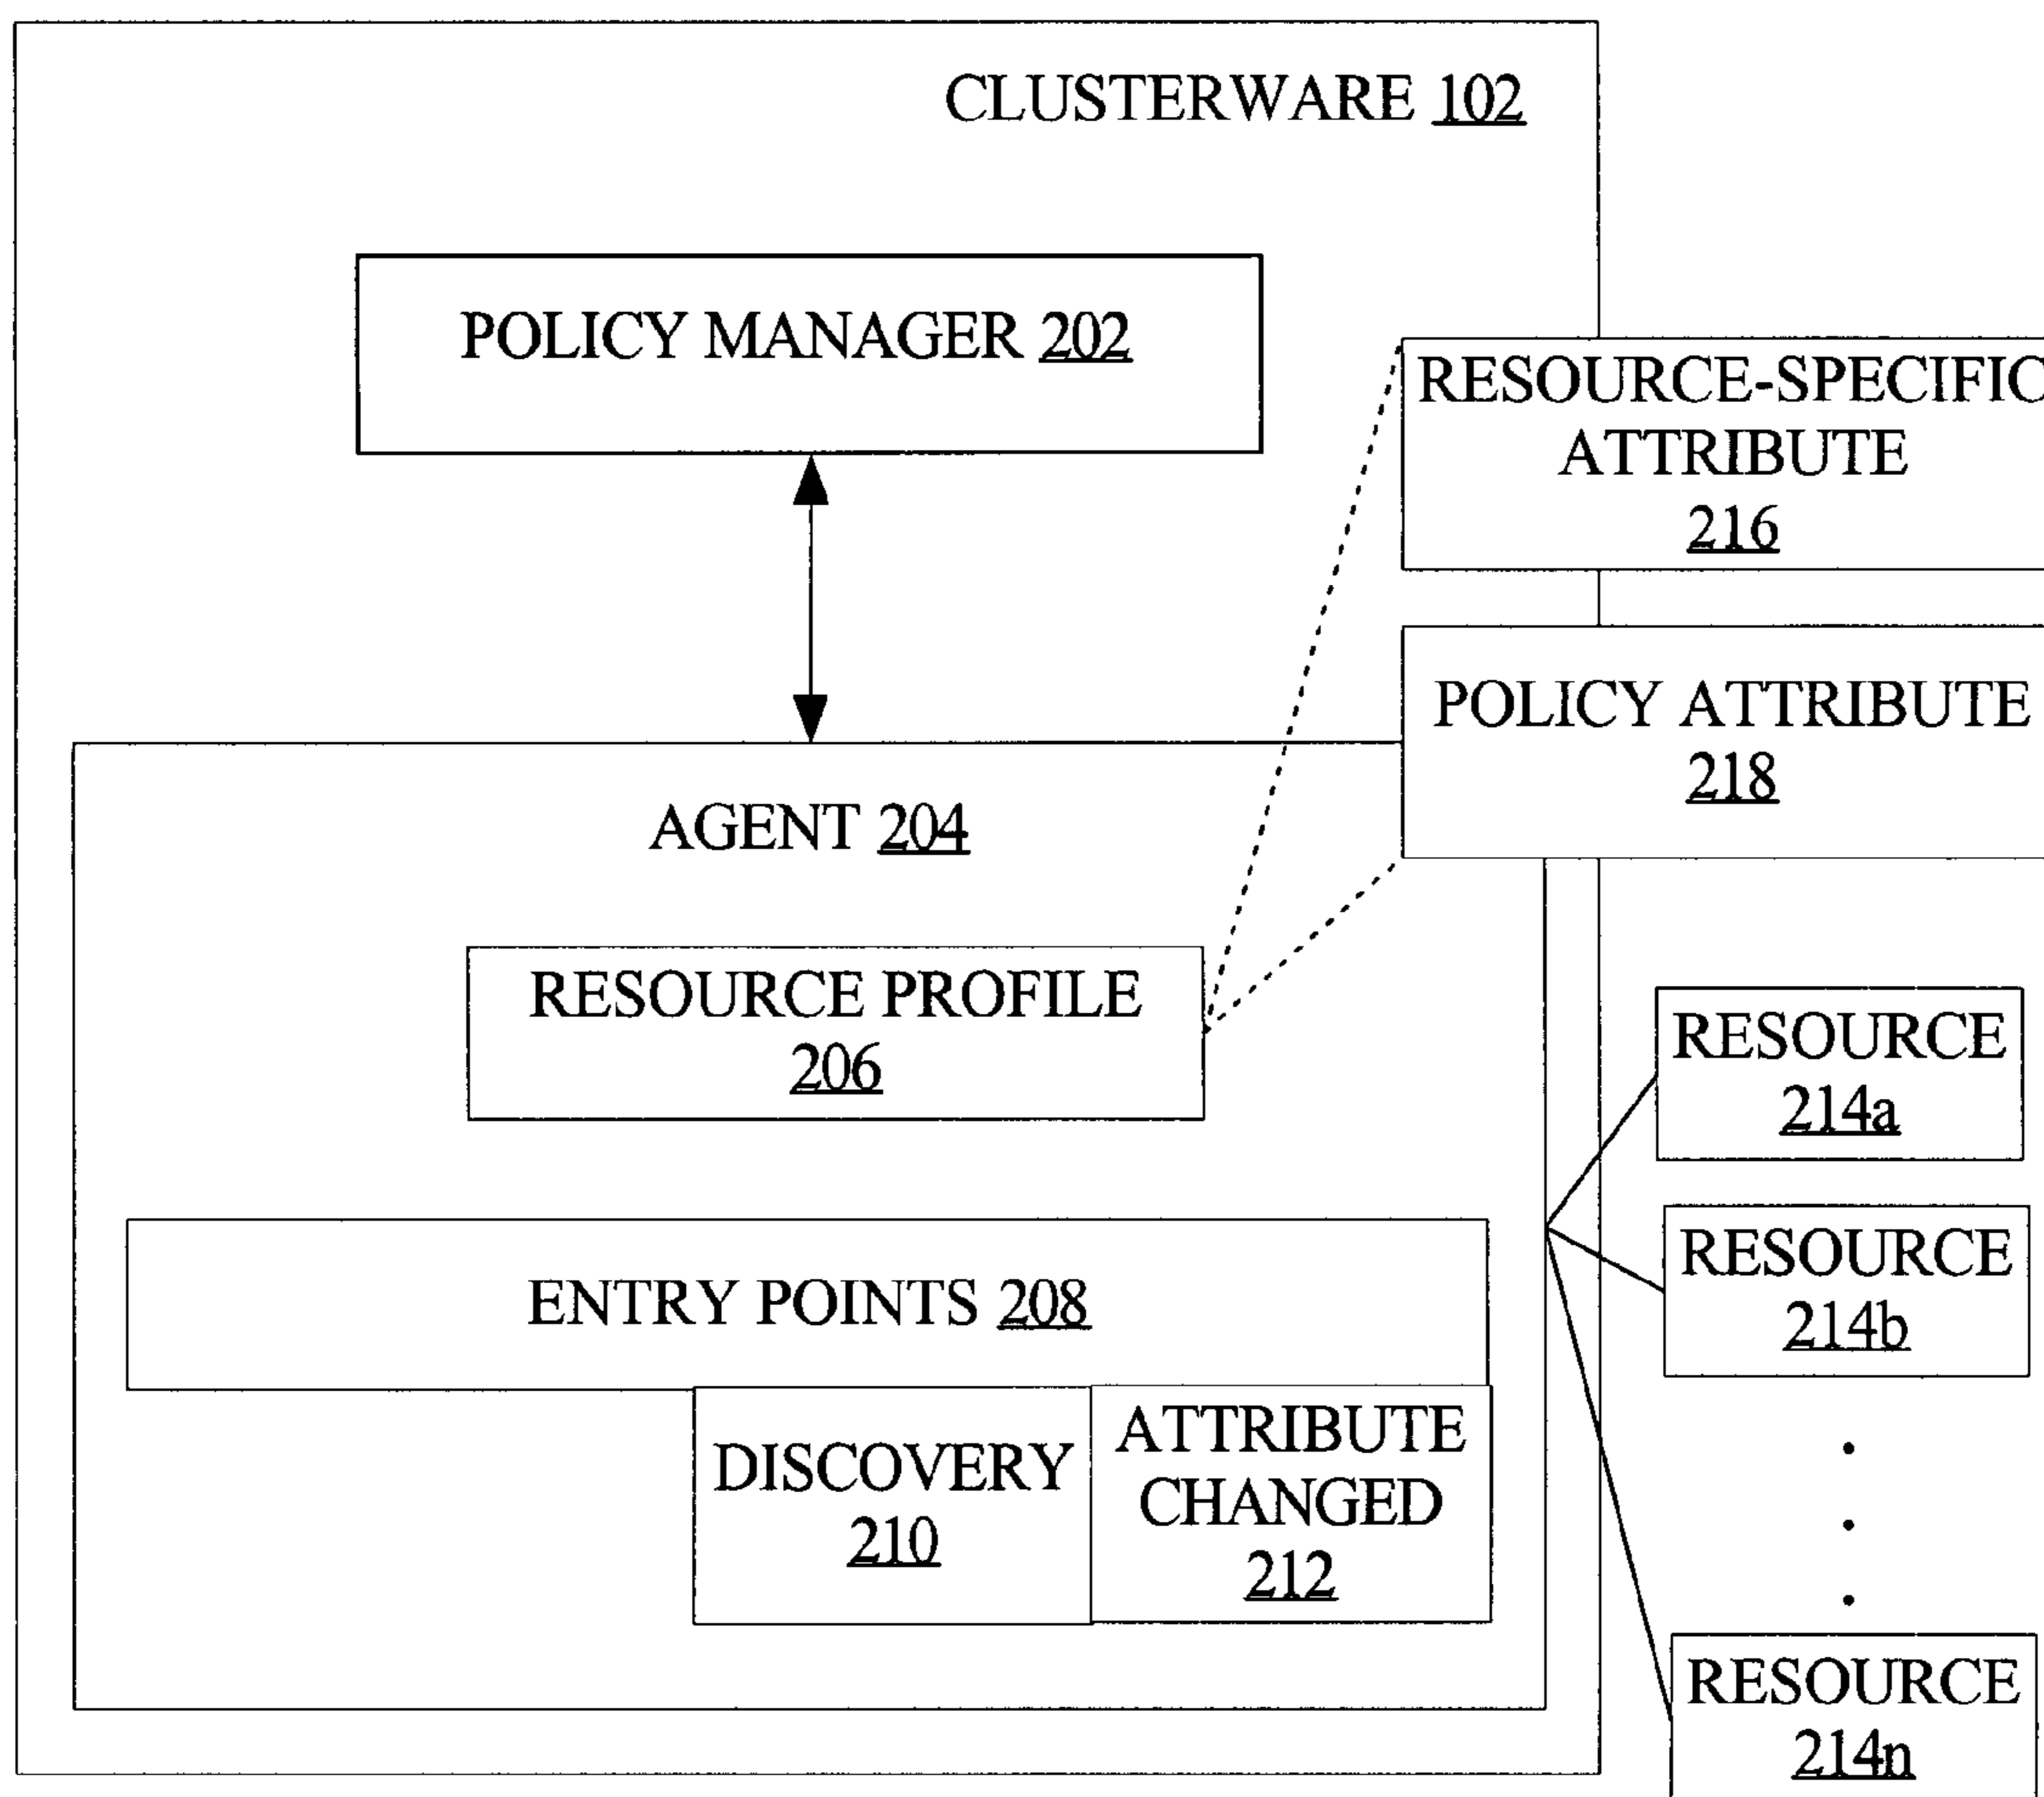 CLUSTERWARE 102
POLICY MANAGER 202
RESOURCE-SPECIFIC
ATTRIBUTE
216
POLICY ATTRIBUTE
218
AGENT 204
RESOURCE PROFILE
206
RESOURCE
214a
RESOURCE
214b
ENTRY POINTS 208
DISCOVERY
210
ATTRIBUTE
CHANGED
212
RESOURCE
214n